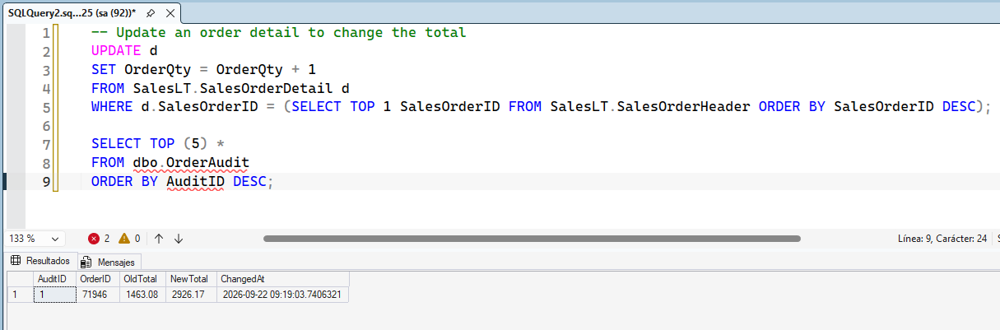 SQLQuery2.sq...25 (sa (92))*
1 -- Update an order detail to change the total
2 UPDATE d
3 SET OrderQty = OrderQty + 1
4 FROM SalesLT.SalesOrderDetail d
5 WHERE d.SalesOrderID = (SELECT TOP 1 SalesOrderID FROM SalesLT.SalesOrderHeader ORDER BY SalesOrderID DESC);
6
7 SELECT TOP (5) *
8 FROM dbo.OrderAudit
9 ORDER BY AuditID DESC;
133 % 2 0 Línea: 9, Carácter: 24
Resultados Mensajes
AuditID OrderID OldTotal NewTotal ChangedAt
1 1 71946 1463.08 2926.17 2026-09-22 09:19:03.7406321